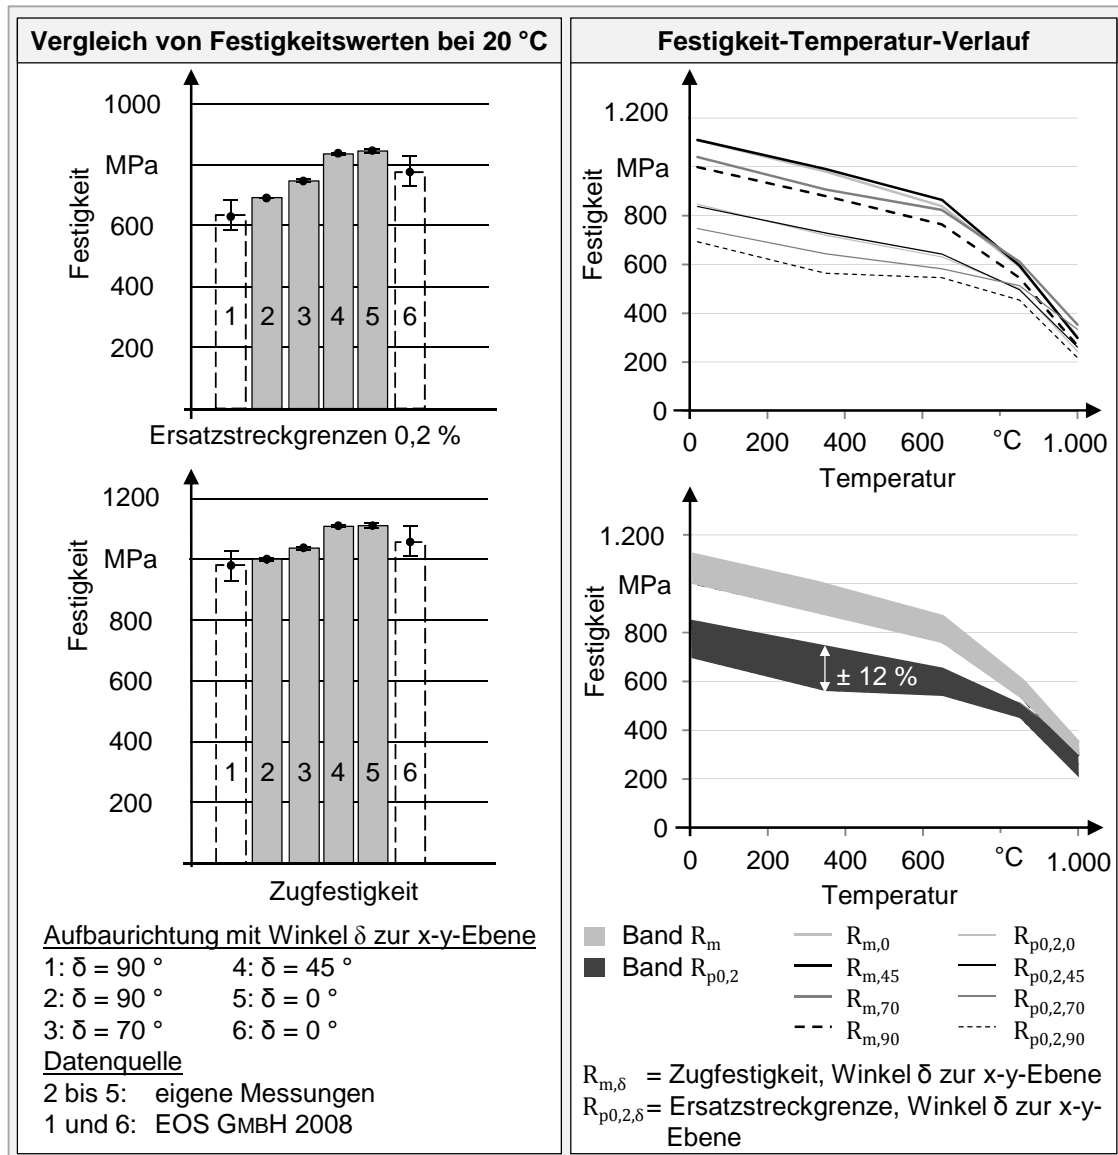 Vergleich von Festigkeitswerten bei 20 °C
1000
MPa
600
400
200
Festigkeit
1 2 3 4 5 6
Ersatzstreckgrenzen 0,2 %
1200
MPa
800
600
400
200
Festigkeit
1 2 3 4 5 6
Zugfestigkeit
Aufbaurichtung mit Winkel δ zur x-y-Ebene
1: δ = 90 ° 4: δ = 45 °
2: δ = 90 ° 5: δ = 0 °
3: δ = 70 ° 6: δ = 0 °
Datenquelle
2 bis 5: eigene Messungen
1 und 6: EOS GMBH 2008
Festigkeit-Temperatur-Verlauf
1.200
MPa
800
600
400
200
0
Festigkeit
0 200 400 600 °C 1.000
Temperatur
1.200
MPa
800
600
400
200
0
Festigkeit
± 12 %
0 200 400 600 °C 1.000
Temperatur
Band Rm Rm,0 Rp0,2,0
Band Rp0,2 Rm,45 Rp0,2,45
Rm,70 Rp0,2,70
Rm,90 Rp0,2,90
Rm,δ = Zugfestigkeit, Winkel δ zur x-y-Ebene
Rp0,2,δ = Ersatzstreckgrenze, Winkel δ zur x-y-
Ebene